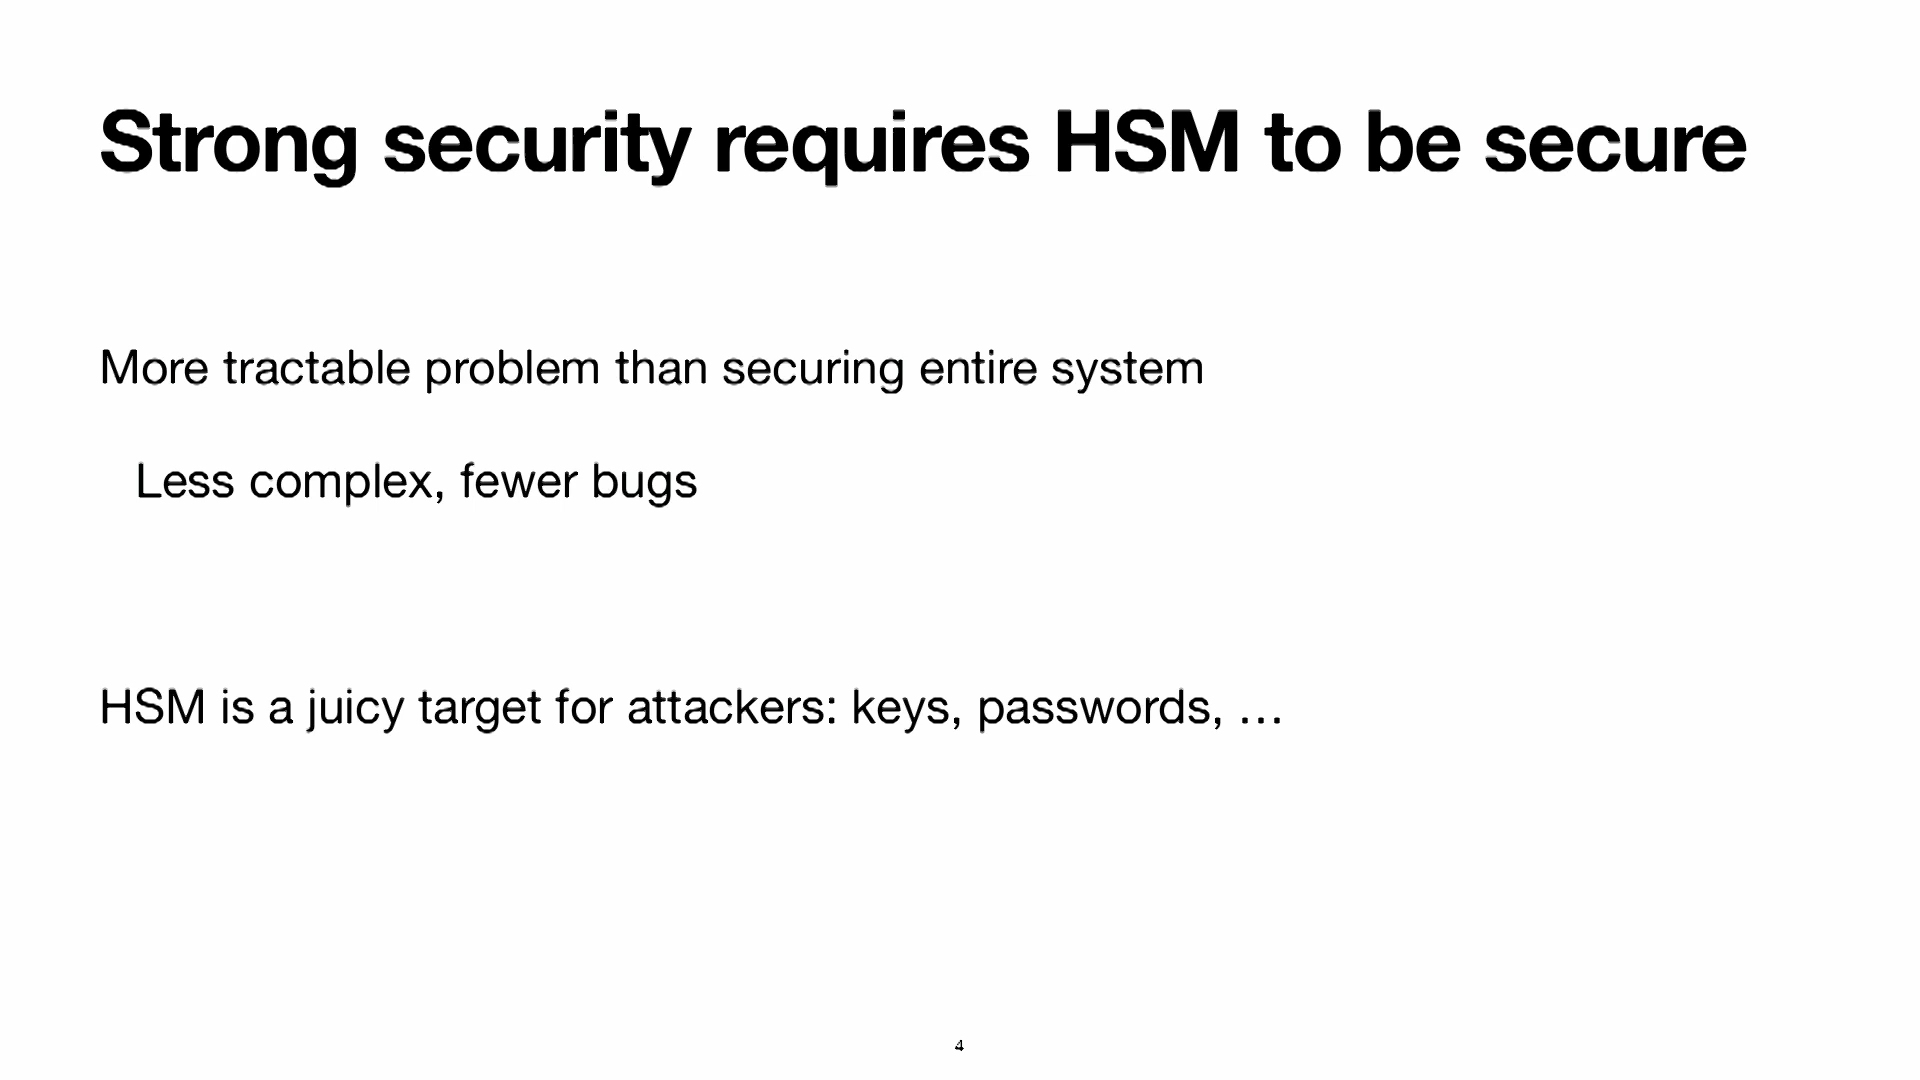 Strong security requires HSM to be secure
More tractable problem than securing entire system
Less complex, fewer bugs
HSM is a juicy target for attackers: keys, passwords, …
4